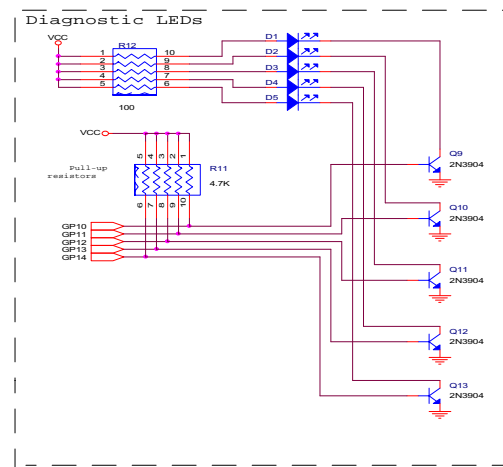 Diagnostic LEDs
VCC
R12
1 10
2 9
3 8
4 7
5 6
100
D1
D2
D3
D4
D5
VCC
Pull-up
resistors
5 4 3 2 1
R11
4.7K
6 7 8 9 10
GP10
GP11
GP12
GP13
GP14
Q9
2N3904
Q10
2N3904
Q11
2N3904
Q12
2N3904
Q13
2N3904